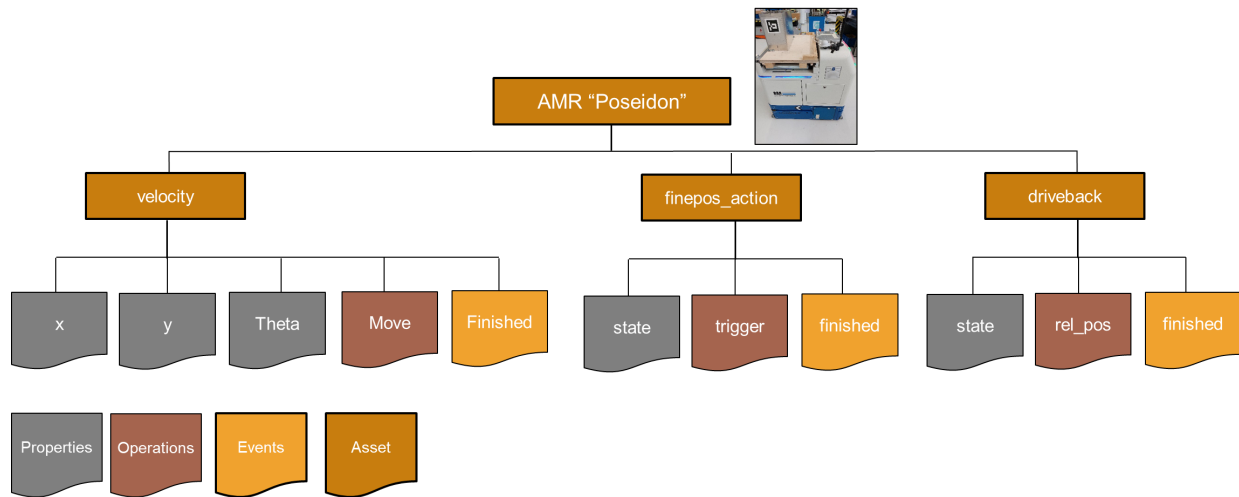 AMR “Poseidon”
velocity
finepos_action
driveback
x
y
Theta
Move
Finished
state
trigger
finished
state
rel_pos
finished
Properties
Operations
Events
Asset